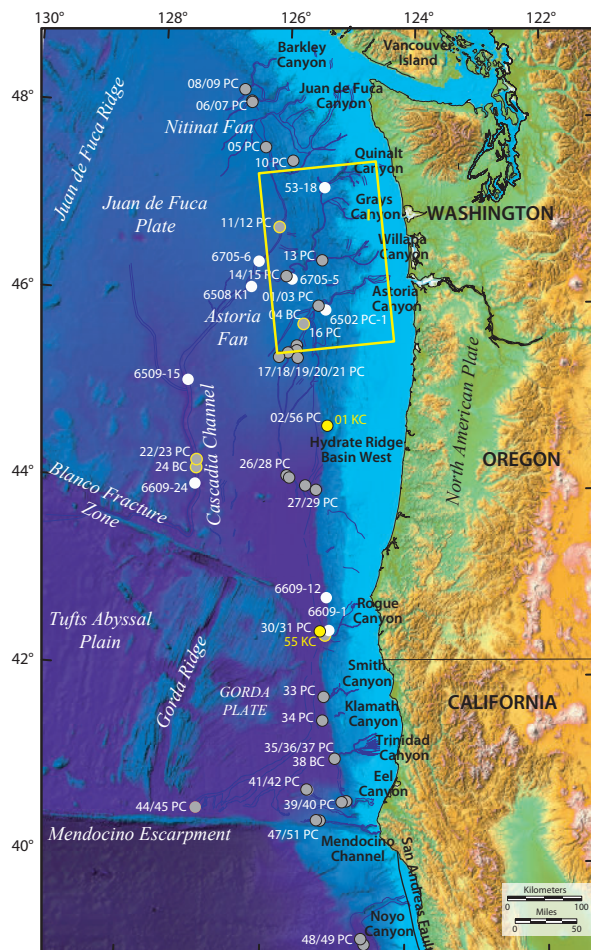 130°
128°
126°
124°
122°
Barkley
Canyon
Vancouver
Island
08/09 PC
48°
06/07 PC
Juan de Fuca
Canyon
Nitinat Fan
Juan de Fuca Ridge
05 PC
10 PC
Quinalt
Canyon
53-18
Grays
Canyon
Juan de Fuca
Plate
WASHINGTON
11/12 PC
Willapa
Canyon
6705-6
13 PC
14/15 PC
6705-5
46°
6508 K1
01/03 PC
Astoria
Canyon
04 BC
6502 PC-1
Astoria
Fan
16 PC
17/18/19/20/21 PC
6509-15
North American Plate
02/56 PC
01 KC
Hydrate Ridge
Basin West
22/23 PC
24 BC
OREGON
44°
6609-24
Cascadia Channel
26/28 PC
27/29 PC
Blanco Fracture
Zone
6609-12
6609-1
Rogue
Canyon
Tufts Abyssal
Plain
30/31 PC
55 KC
42°
Gorda Ridge
Smith
Canyon
GORDA
PLATE
33 PC
Klamath
Canyon
CALIFORNIA
34 PC
Trinidad
Canyon
35/36/37 PC
38 BC
Eel
Canyon
41/42 PC
44/45 PC
39/40 PC
40°
Mendocino Escarpment
47/51 PC
Mendocino
Channel
San Andreas Fault
Noyo
Canyon
48/49 PC
Kilometers
0
100
Miles
0
50